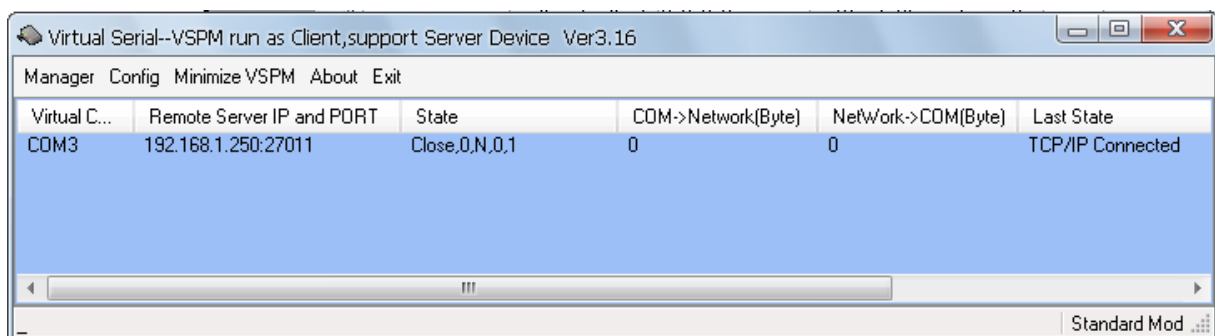 Virtual Serial--VSPM run as Client,support Server Device Ver3.16
Manager Config Minimize VSPM About Exit
Virtual C... Remote Server IP and PORT State COM->Network(Byte) NetWork->COM(Byte) Last State
COM3 192.168.1.250:27011 Close,0,N,0,1 0 0 TCP/IP Connected
Standard Mod